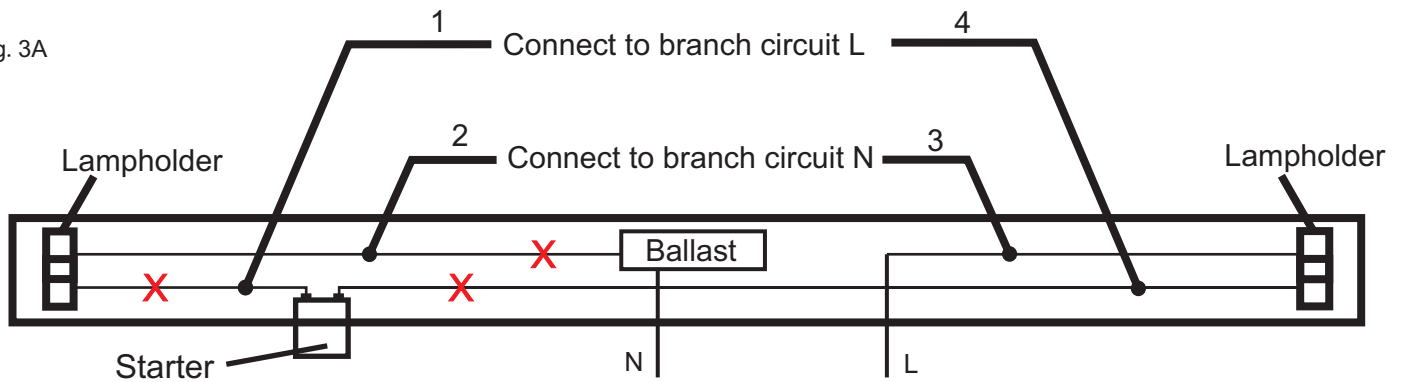 1
4
g. 3A
Connect to branch circuit L
2
3
Connect to branch circuit N
Lampholder
Lampholder
X
Ballast
X
X
Starter
N
L